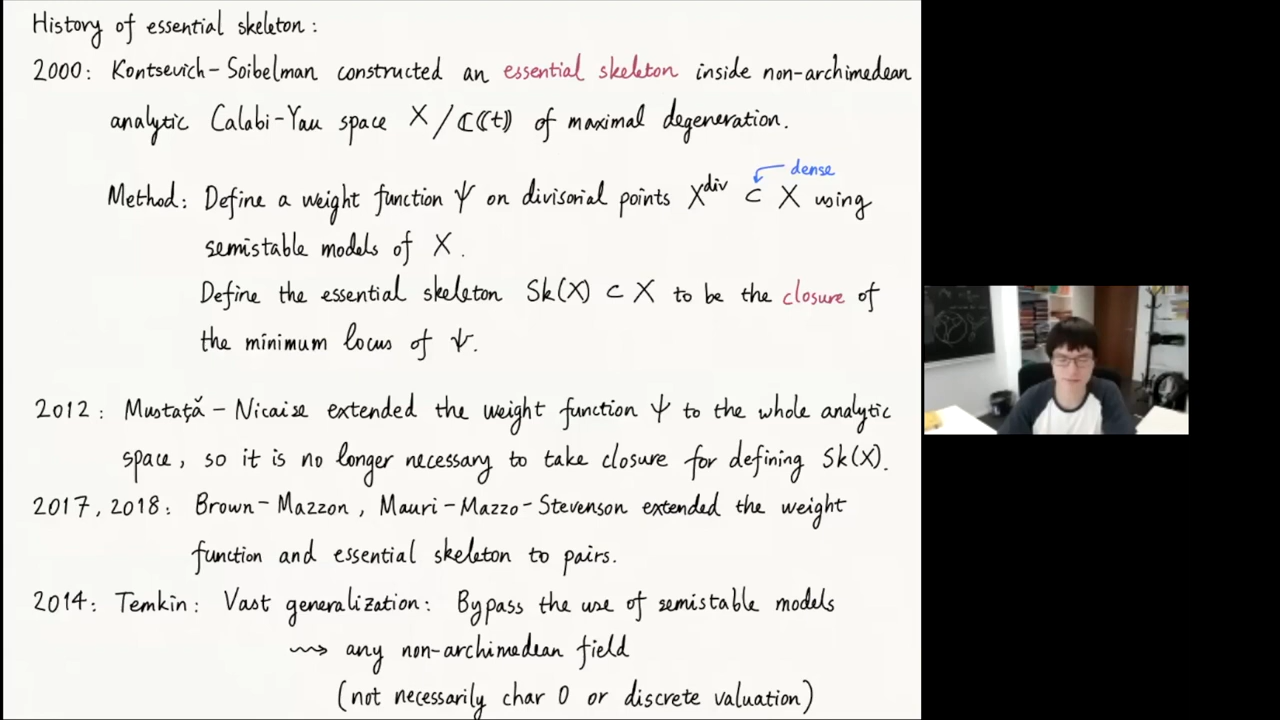 History of essential skeleton:
2000: Kontsevich-Soibelman constructed an essential skeleton inside non-archimedean
analytic Calabi-Yau space X/ℂ((t)) of maximal degeneration.
dense
Method: Define a weight function Ψ on divisorial points X^div ⊂ X using
semistable models of X.
Define the essential skeleton Sk(X) ⊂ X to be the closure of
the minimum locus of Ψ.
2012: Mustaţă - Nicaise extended the weight function Ψ to the whole analytic
space, so it is no longer necessary to take closure for defining Sk(X).
2017, 2018: Brown-Mazzon, Mauri-Mazzo-Stevenson extended the weight
function and essential skeleton to pairs.
2014: Temkin: Vast generalization: Bypass the use of semistable models
⇝ any non-archimedean field
(not necessarily char 0 or discrete valuation)